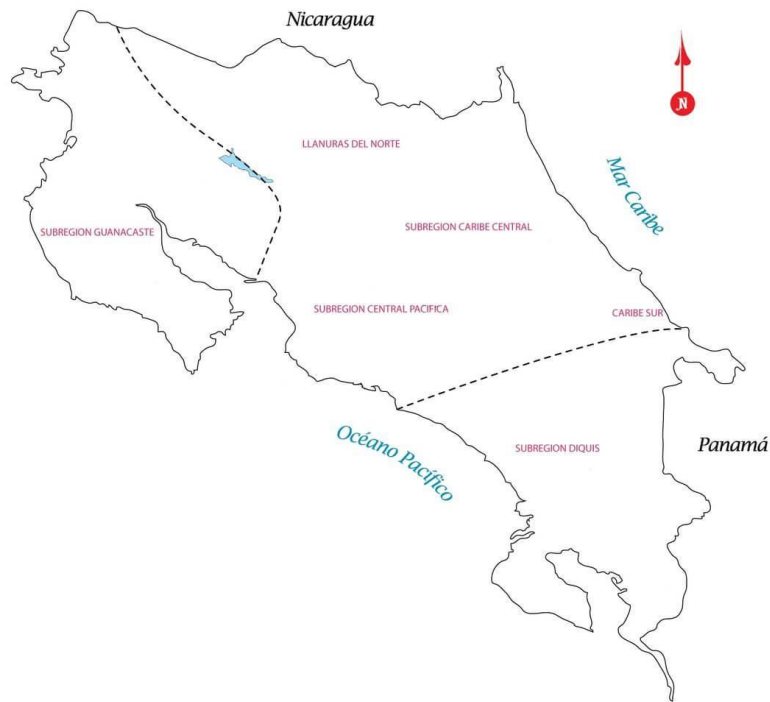 Nicaragua
N
LLANURAS DEL NORTE
Mar Caribe
SUBREGION GUANACASTE
SUBREGION CARIBE CENTRAL
SUBREGION CENTRAL PACIFICA
CARIBE SUR
Océano Pacífico
SUBREGION DIQUIS
Panamá